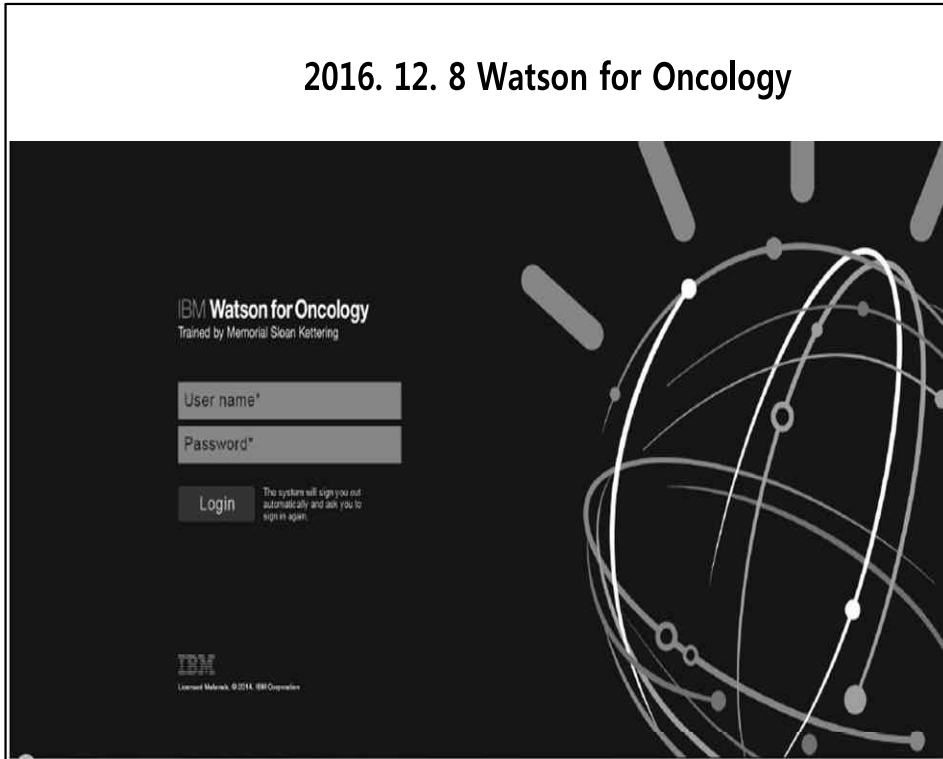 2016. 12. 8 Watson for Oncology
IBM Watson for Oncology
Trained by Memorial Sloan Kettering
User name*
Password*
Login
The system will sign you out
automatically and ask you to
sign in again.
IBM
Licensed Materials. © 2014. IBM Corporation